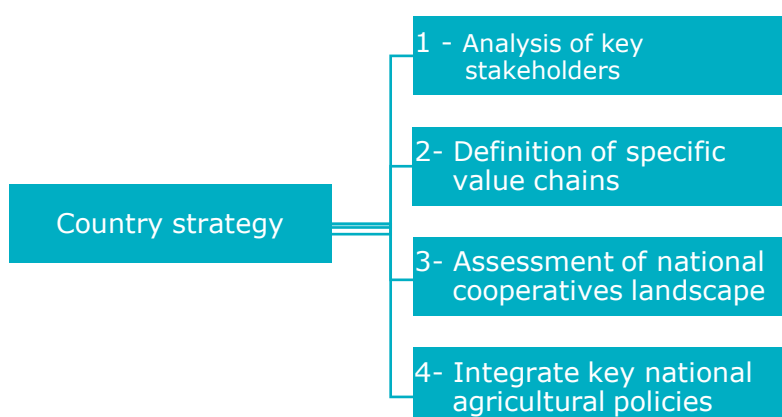 1 - Analysis of key
stakeholders
2- Definition of specific
value chains
Country strategy
3- Assessment of national
cooperatives landscape
4- Integrate key national
agricultural policies